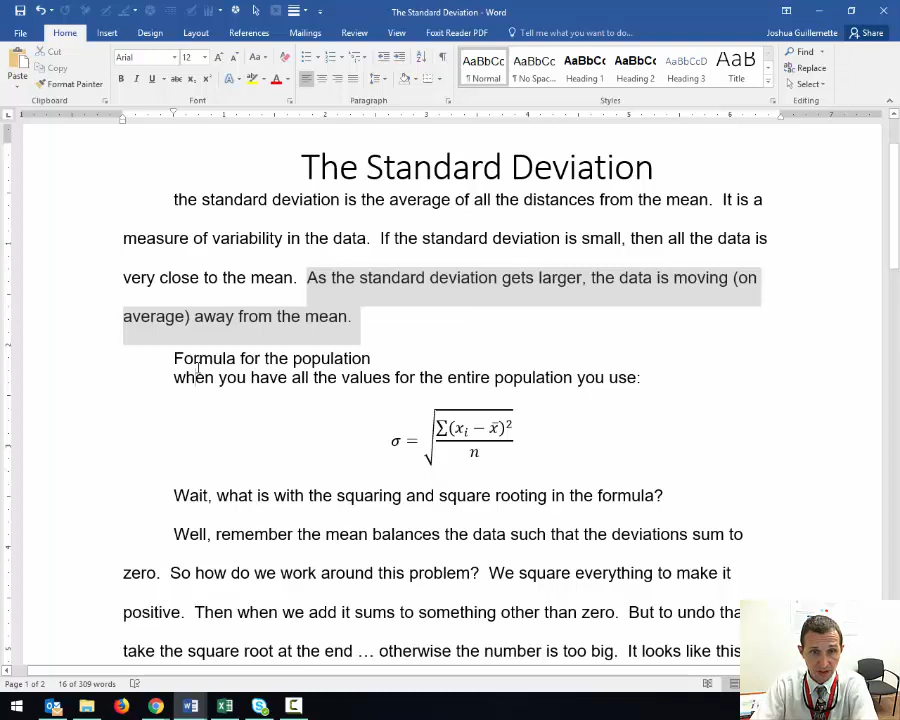 The Standard Deviation - Word
File Home Insert Design Layout References Mailings Review View Foxit Reader PDF Tell me what you want to do... Joshua Guillemette Share
Paste Cut Copy Format Painter
Arial 12
Find Replace Select
AaBbCc AaBbCc AaBbCc AaBbCc AaBbCcD AaB
¶ Normal ¶ No Spac... Heading 1 Heading 2 Heading 3 Title
Clipboard Font Paragraph Styles Editing
The Standard Deviation
the standard deviation is the average of all the distances from the mean. It is a
measure of variability in the data. If the standard deviation is small, then all the data is
very close to the mean. As the standard deviation gets larger, the data is moving (on
average) away from the mean.
Formula for the population
when you have all the values for the entire population you use:
σ = √(∑(xᵢ − x̄)² / n)
Wait, what is with the squaring and square rooting in the formula?
Well, remember the mean balances the data such that the deviations sum to
zero. So how do we work around this problem? We square everything to make it
positive. Then when we add it sums to something other than zero. But to undo
take the square root at the end … otherwise the number is too big. It looks like this
Page 1 of 2 16 of 309 words